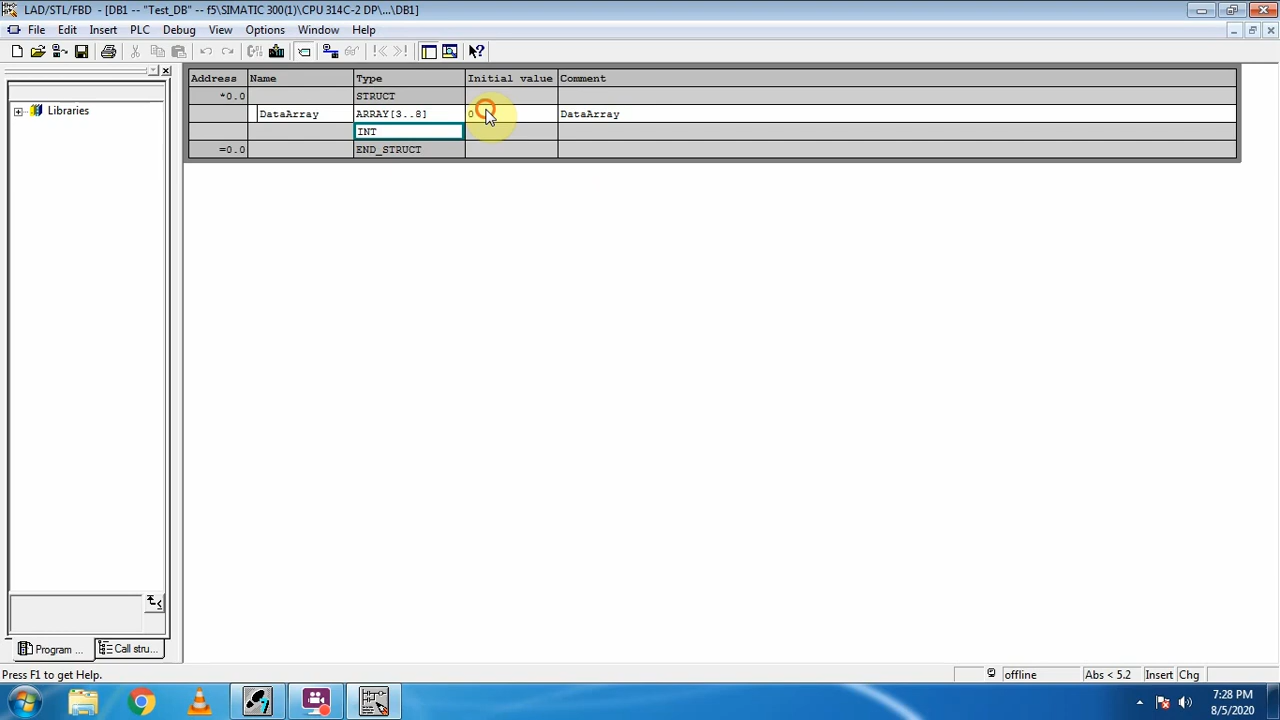 LAD/STL/FBD - [DB1 -- "Test_DB" -- f5\SIMATIC 300(1)\CPU 314C-2 DP\...\DB1]
File Edit Insert PLC Debug View Options Window Help
Libraries
Address Name Type Initial value Comment
*0.0 STRUCT
DataArray ARRAY[3..8] 0 DataArray
INT
=0.0 END_STRUCT
Program ... Call stru...
Press F1 to get Help. offline Abs < 5.2 Insert Chg
7:28 PM
8/5/2020